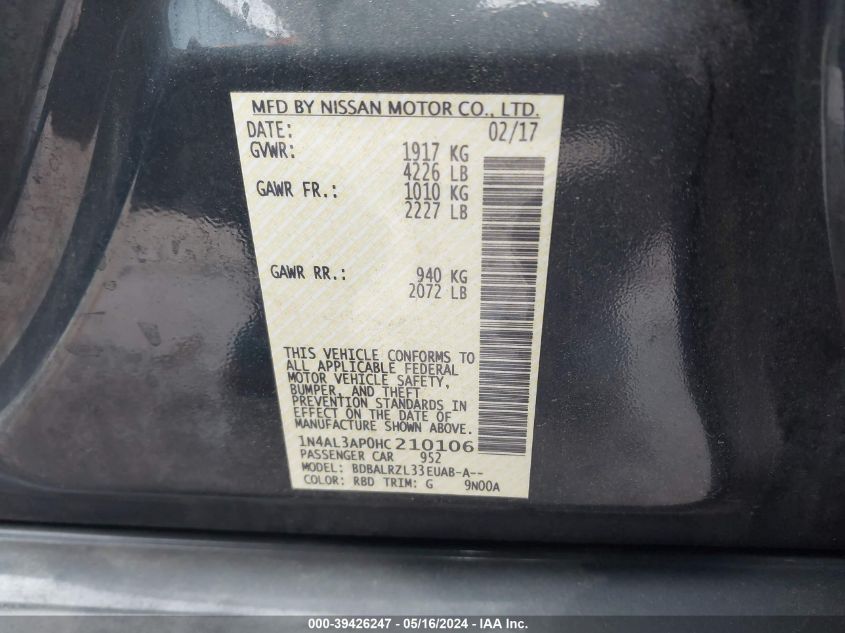 MFD BY NISSAN MOTOR CO., LTD.
DATE: 02/17
GVWR: 1917 KG
4226 LB
GAWR FR.: 1010 KG
2227 LB
GAWR RR.: 940 KG
2072 LB
THIS VEHICLE CONFORMS TO
ALL APPLICABLE FEDERAL
MOTOR VEHICLE SAFETY,
BUMPER, AND THEFT
PREVENTION STANDARDS IN
EFFECT ON THE DATE OF
MANUFACTURE SHOWN ABOVE.
1N4AL3AP0HC210106
PASSENGER CAR 952
MODEL: BDBALRZL33EUAB-A--
COLOR: RBD TRIM: G 9N00A
000-39426247 - 05/16/2024 - IAA Inc.